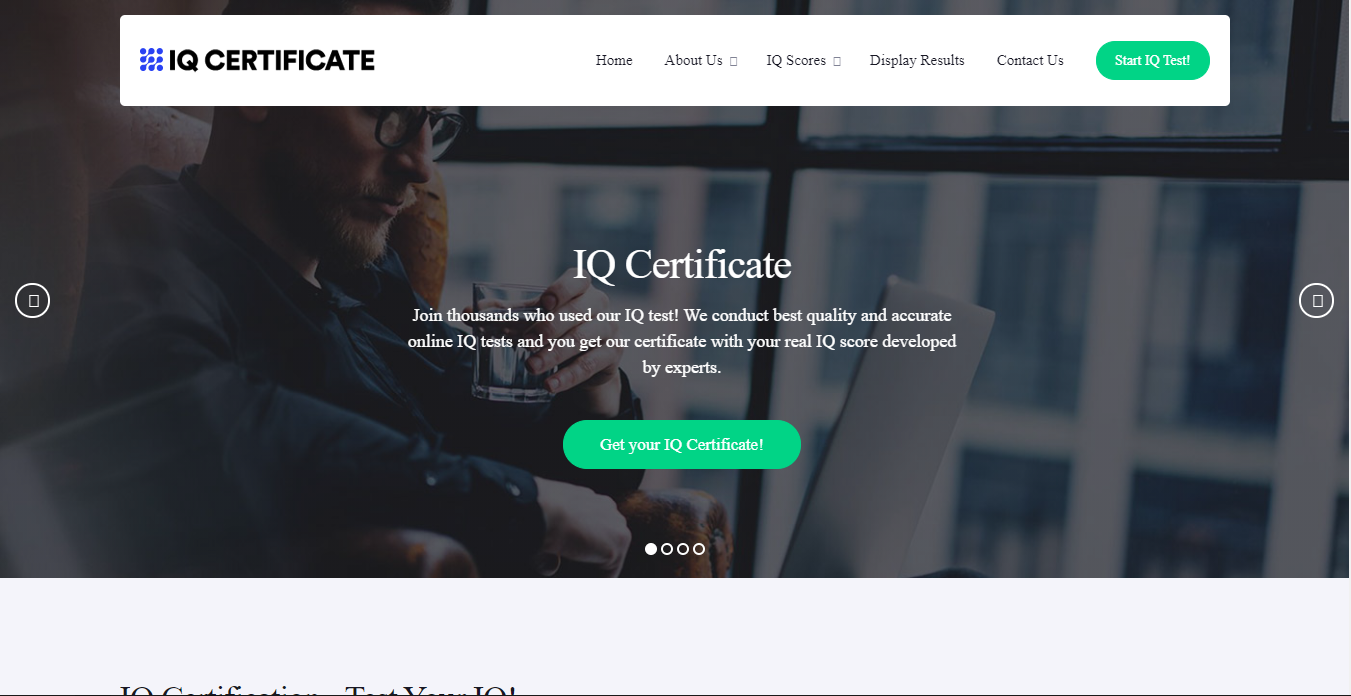 IQ CERTIFICATE
Home
About Us
IQ Scores
Display Results
Contact Us
Start IQ Test!
IQ Certificate
Join thousands who used our IQ test! We conduct best quality and accurate
online IQ tests and you get our certificate with your real IQ score developed
by experts.
Get your IQ Certificate!
IQ Certification - Test Your IQ!